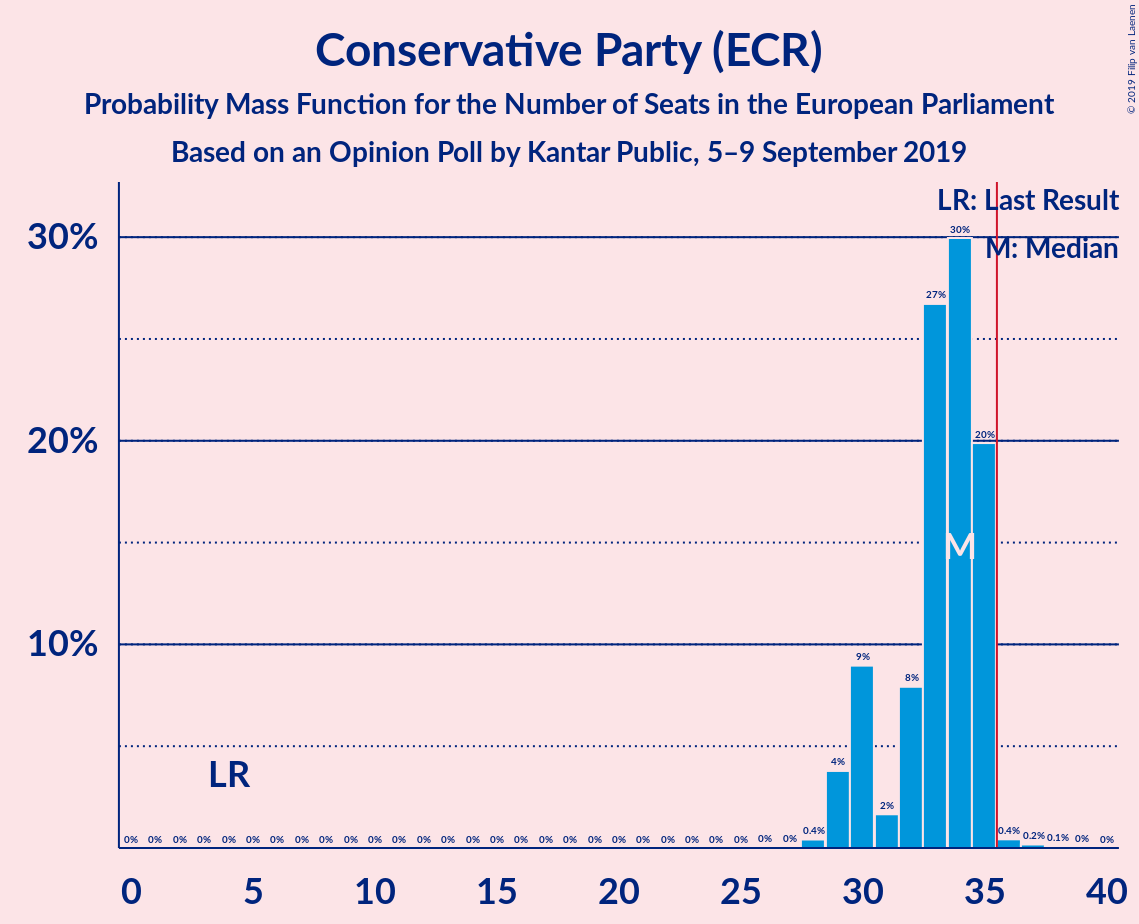 © 2019 Filip van Laenen
Conservative Party (ECR)
Probability Mass Function for the Number of Seats in the European Parliament
Based on an Opinion Poll by Kantar Public, 5–9 September 2019
LR: Last Result
M: Median
30%
20%
10%
30%
27%
20%
M
9%
8%
4%
2%
LR
0% 0% 0% 0% 0% 0% 0% 0% 0% 0% 0% 0% 0% 0% 0% 0% 0% 0% 0% 0% 0% 0% 0% 0% 0% 0% 0% 0% 0.4% 0.4% 0.2% 0.1% 0% 0%
0 5 10 15 20 25 30 35 40